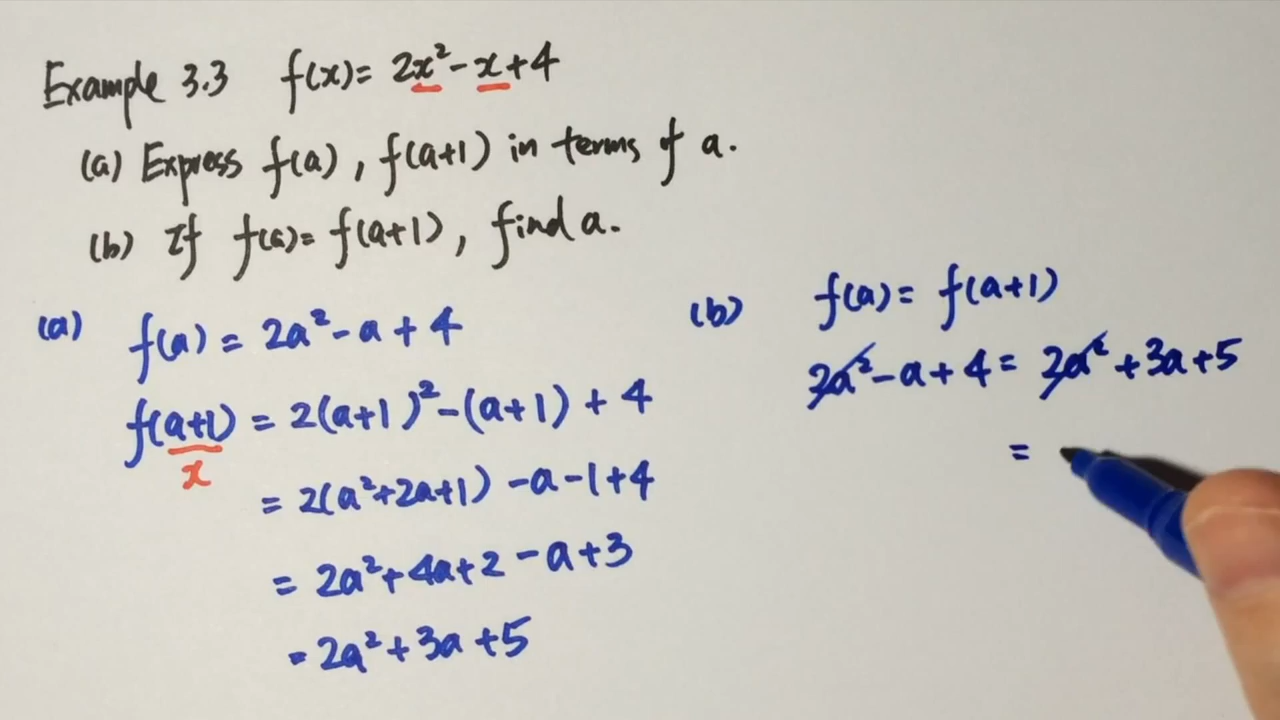 Example 3.3 f(x)= 2x²-x+4
(a) Express f(a), f(a+1) in terms of a.
(b) If f(a)= f(a+1), find a.
(a) f(a) = 2a²-a+4
f(a+1) = 2(a+1)²-(a+1)+4
x
= 2(a²+2a+1) -a-1+4
= 2a²+4a+2 -a+3
= 2a²+3a+5
(b) f(a)= f(a+1)
2a²-a+4= 2a²+3a+5
=